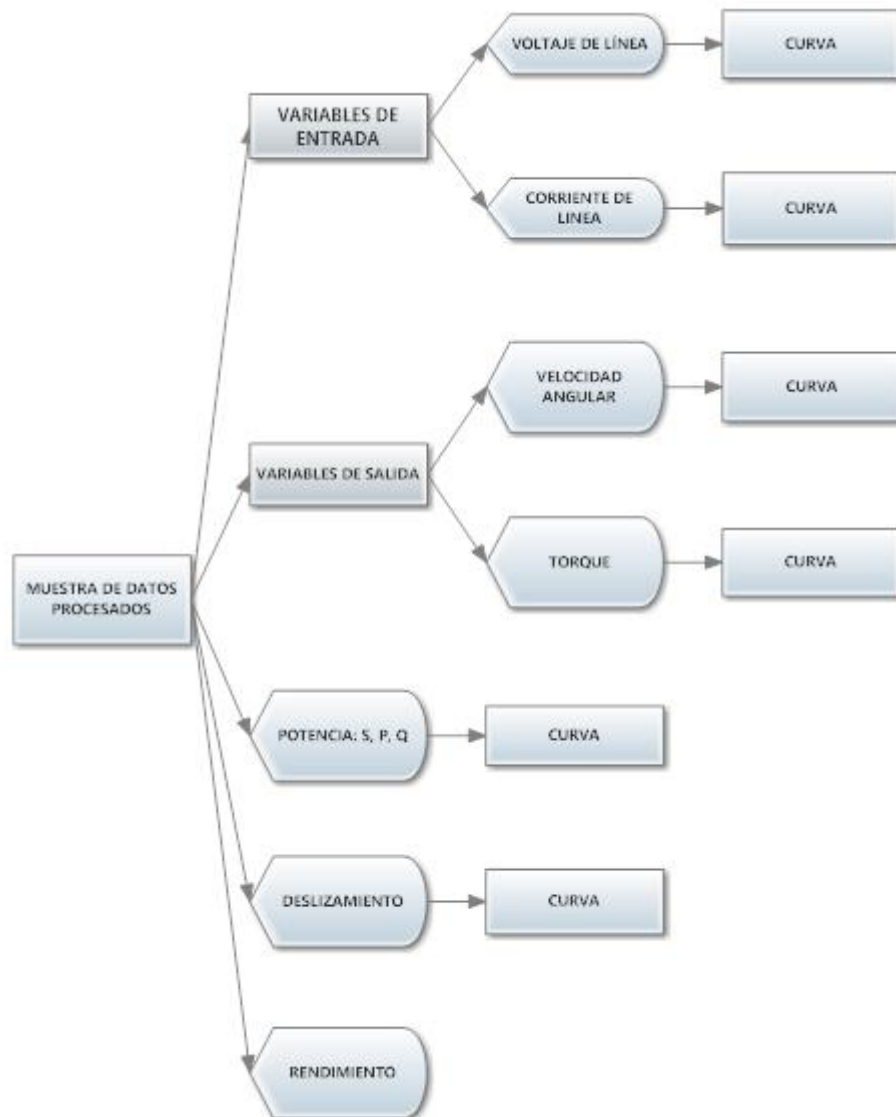 VOLTAJE DE LÍNEA
CURVA
VARIABLES DE
ENTRADA
CORRIENTE DE
LINEA
CURVA
VELOCIDAD
ANGULAR
CURVA
VARIABLES DE SALIDA
TORQUE
CURVA
MUESTRA DE DATOS
PROCESADOS
POTENCIA: S, P, Q
CURVA
DESLIZAMIENTO
CURVA
RENDIMIENTO